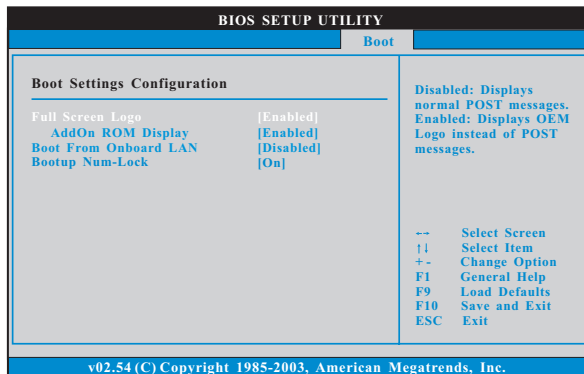 BIOS SETUP UTILITY
Boot
Boot Settings Configuration
Full Screen Logo [Enabled]
AddOn ROM Display [Enabled]
Boot From Onboard LAN [Disabled]
Bootup Num-Lock [On]
Disabled: Displays
normal POST messages.
Enabled: Displays OEM
Logo instead of POST
messages.
←→ Select Screen
↑↓ Select Item
+ - Change Option
F1 General Help
F9 Load Defaults
F10 Save and Exit
ESC Exit
v02.54 (C) Copyright 1985-2003, American Megatrends, Inc.